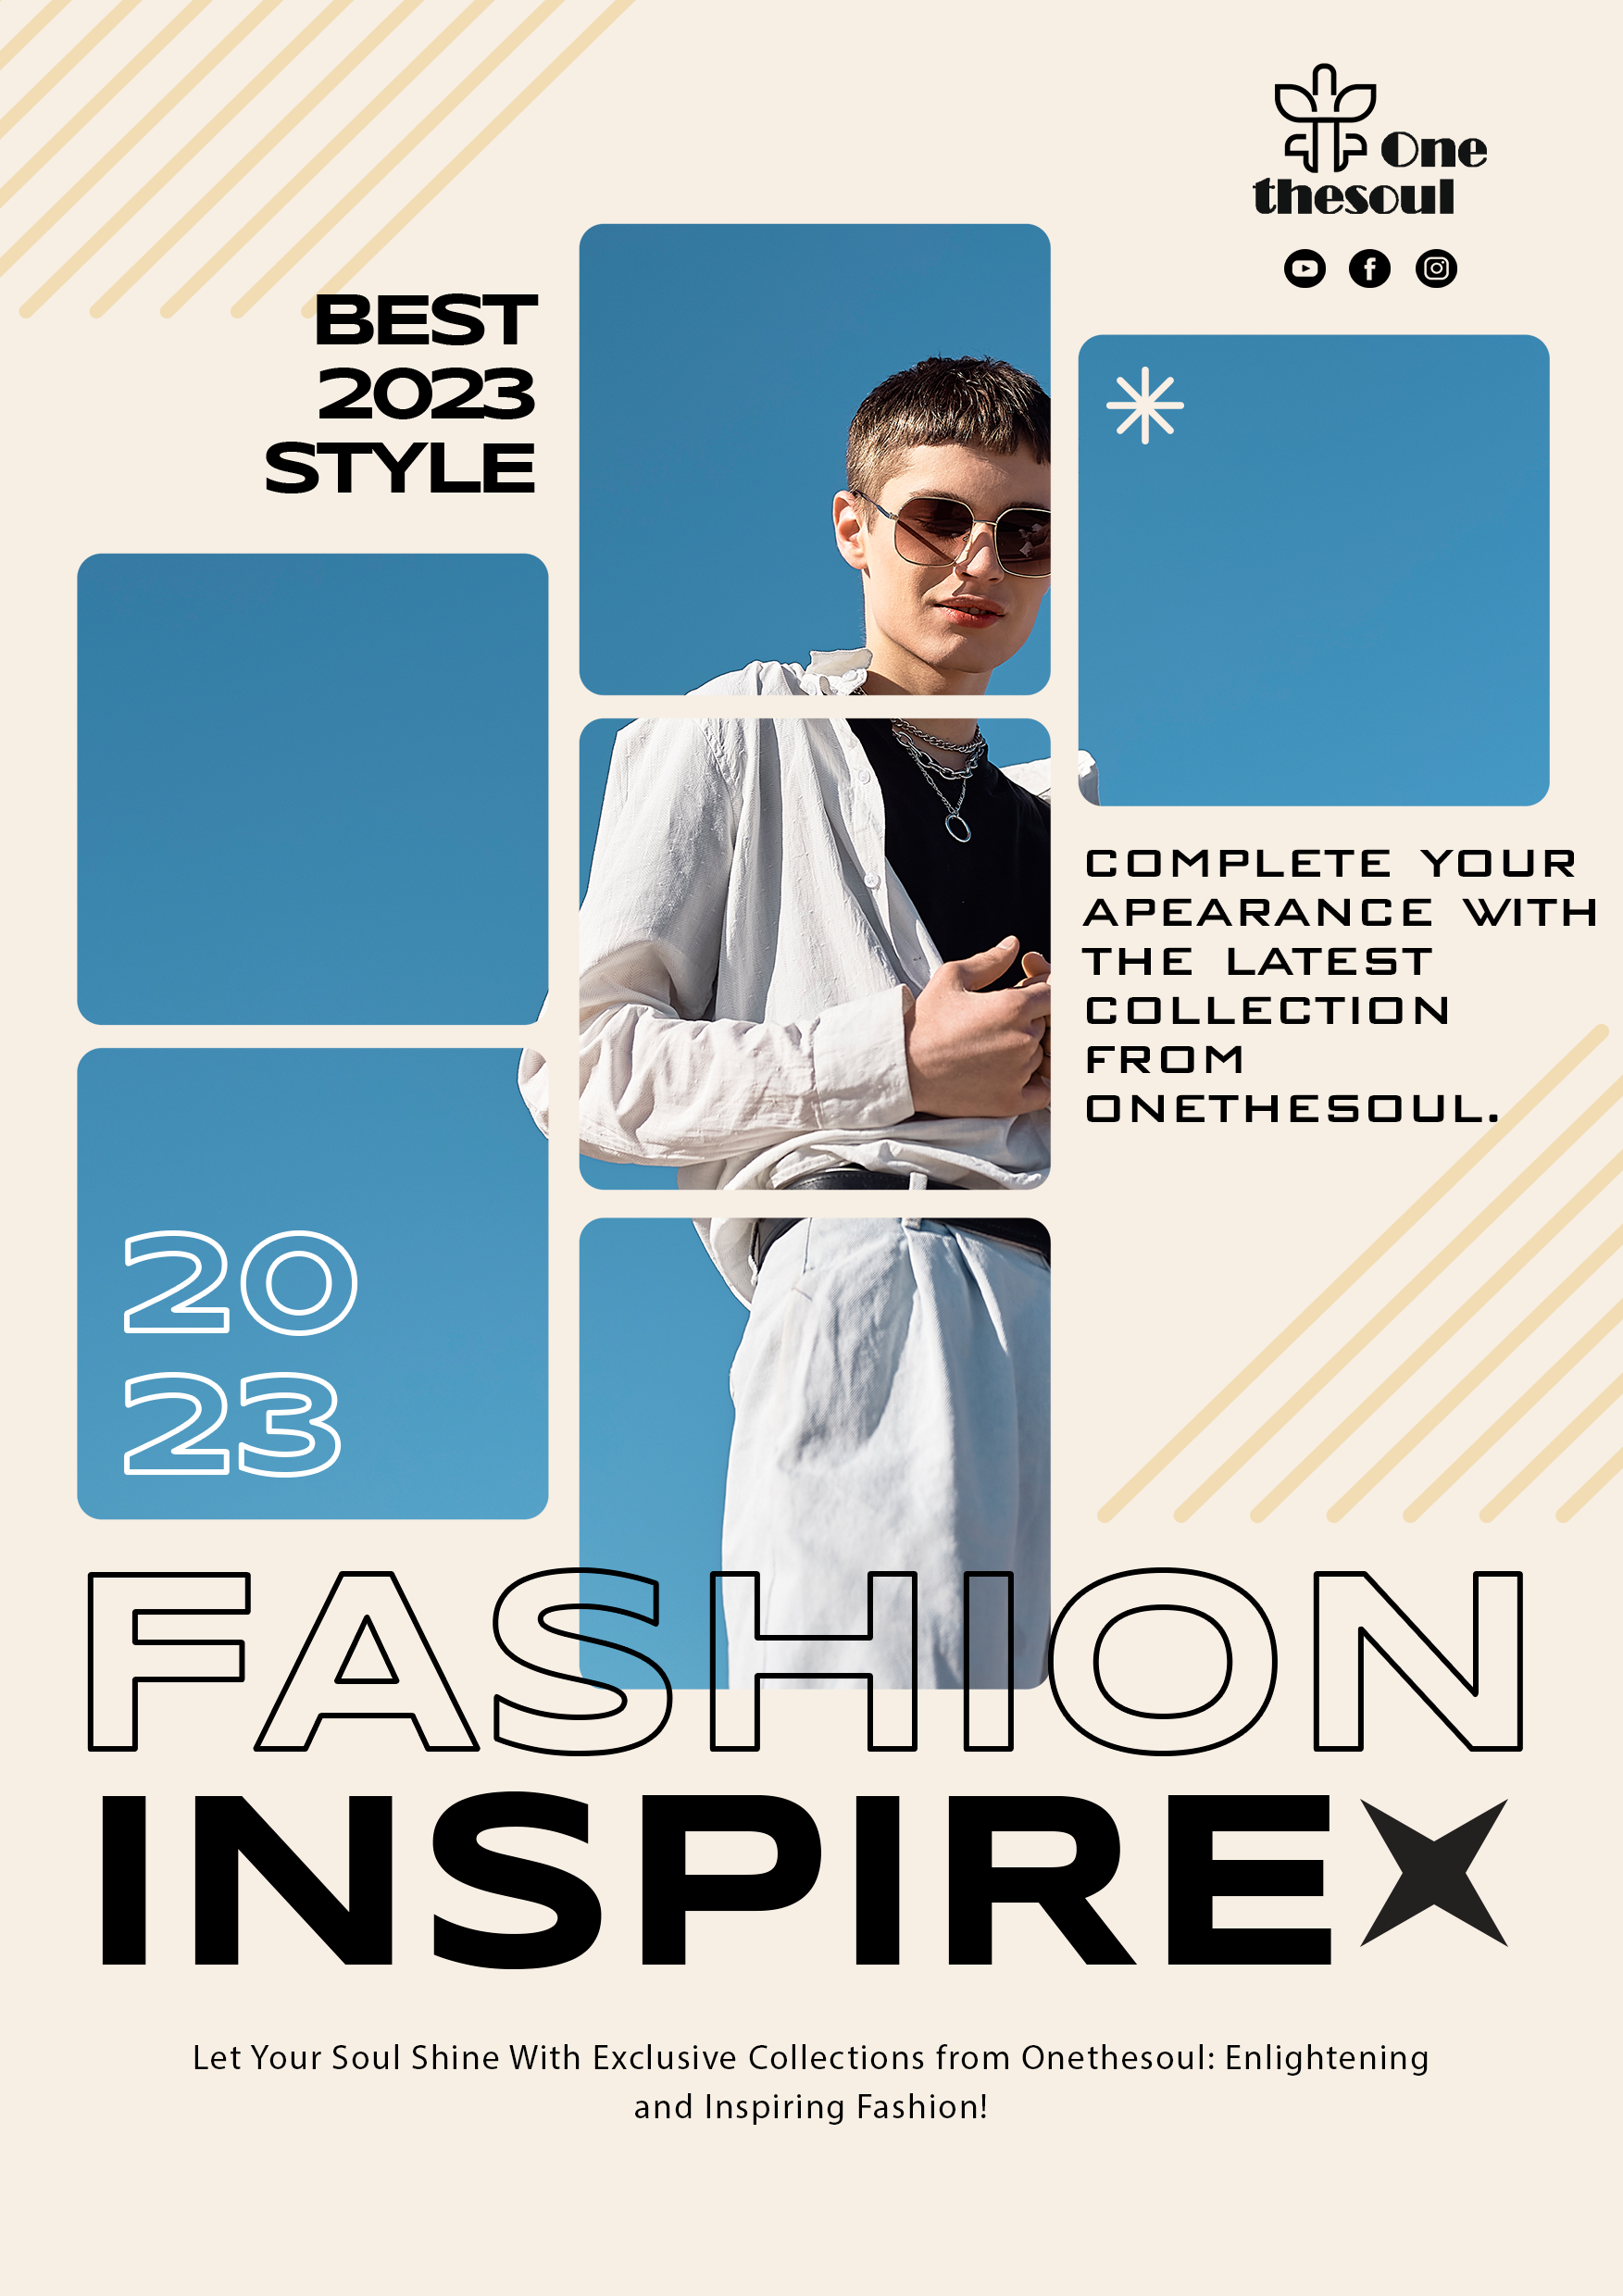 One
thesoul
BEST
2023
STYLE
COMPLETE YOUR
APEARANCE WITH
THE LATEST
COLLECTION
FROM
ONETHESOUL.
20
23
FASHION
INSPIRE
Let Your Soul Shine With Exclusive Collections from Onethesoul: Enlightening
and Inspiring Fashion!